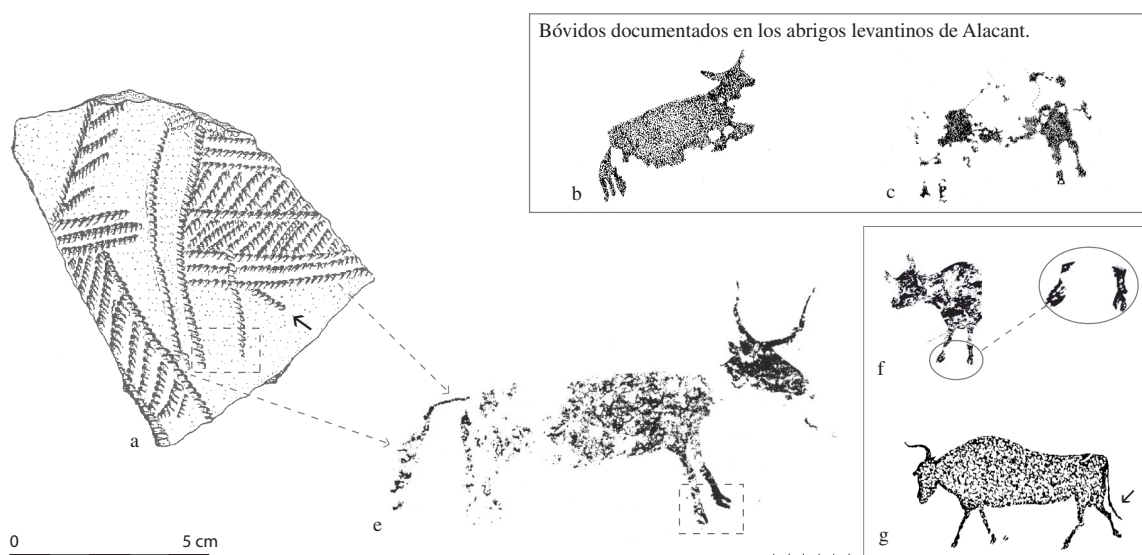 Bóvidos documentados en los abrigos levantinos de Alacant.
b
c
a
f
e
g
0 5 cm